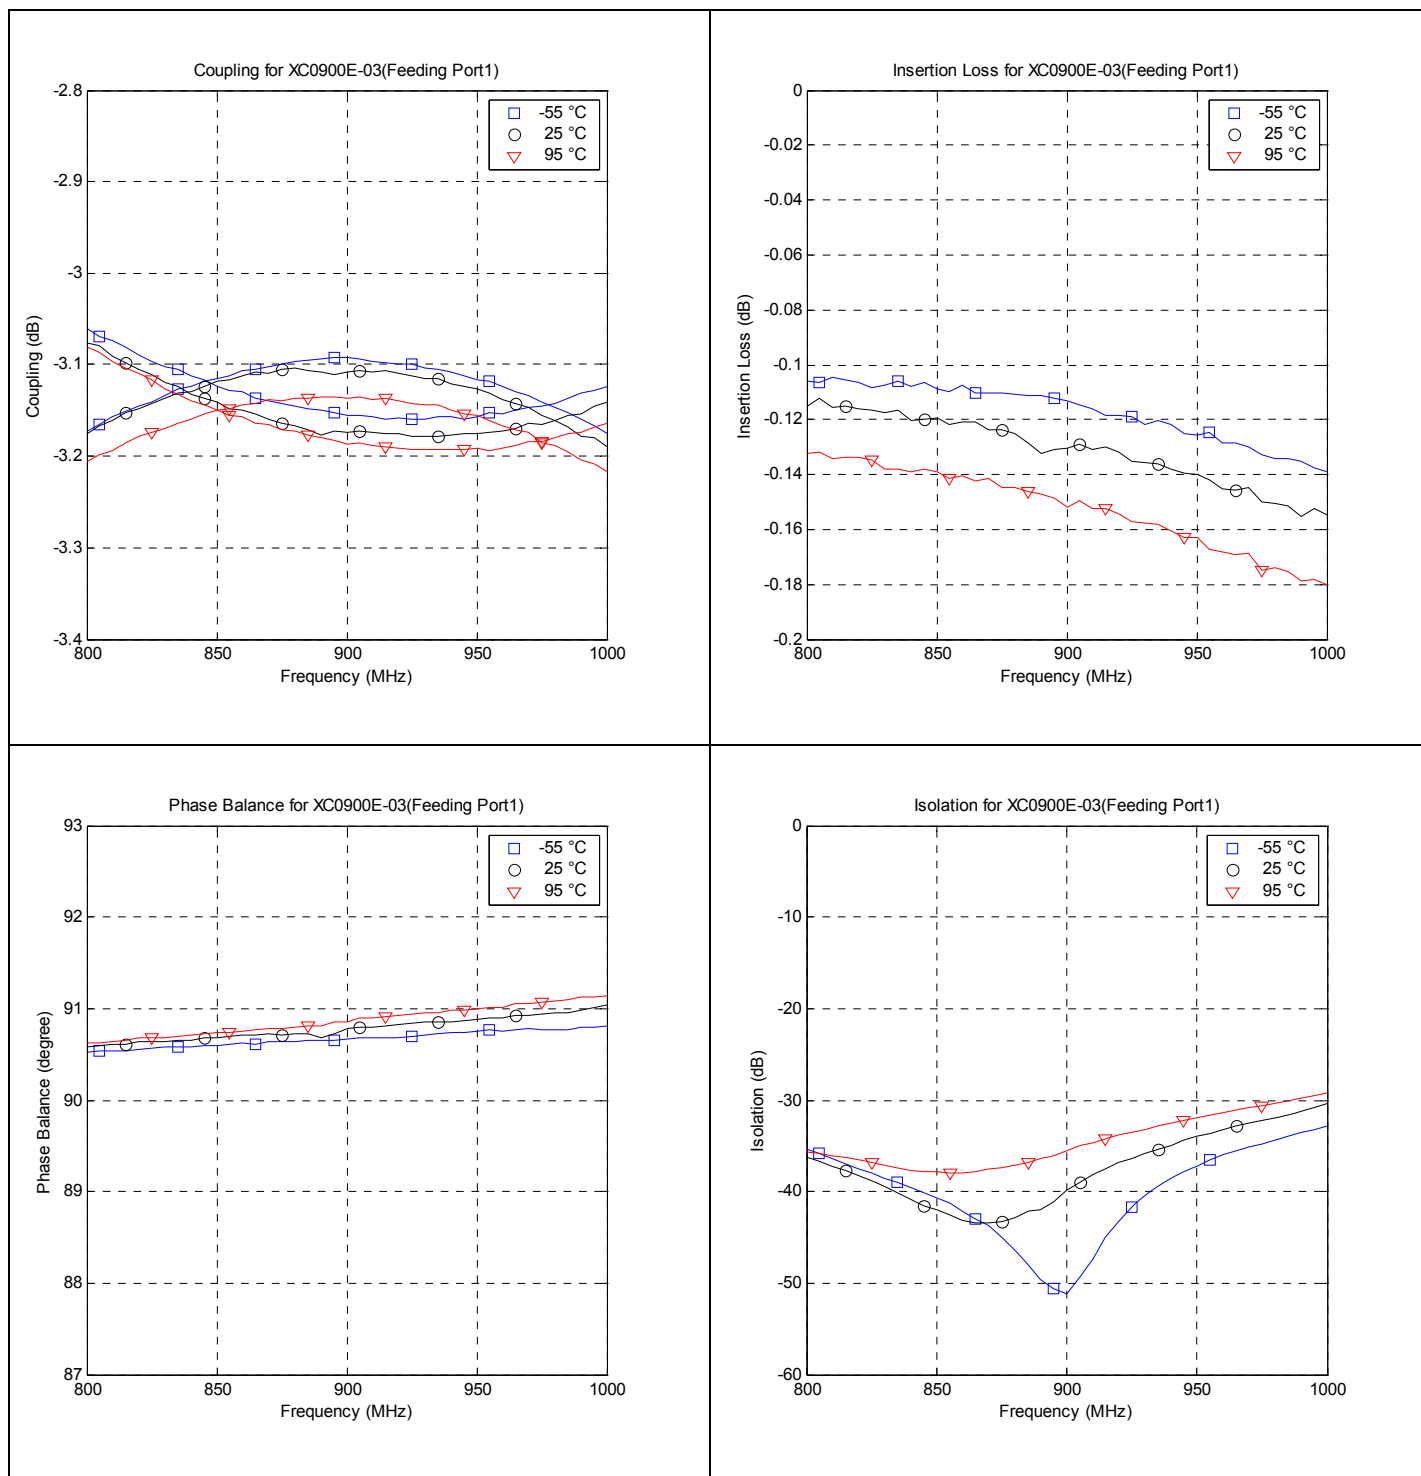 Coupling for XC0900E-03(Feeding Port1)
-2.8
-2.9
-3
-3.1
-3.2
-3.3
-3.4
Coupling (dB)
800
850
900
950
1000
Frequency (MHz)
-55 °C
25 °C
95 °C
Insertion Loss for XC0900E-03(Feeding Port1)
0
-0.02
-0.04
-0.06
-0.08
-0.1
-0.12
-0.14
-0.16
-0.18
-0.2
Insertion Loss (dB)
800
850
900
950
1000
Frequency (MHz)
-55 °C
25 °C
95 °C
Phase Balance for XC0900E-03(Feeding Port1)
93
92
91
90
89
88
87
Phase Balance (degree)
800
850
900
950
1000
Frequency (MHz)
-55 °C
25 °C
95 °C
Isolation for XC0900E-03(Feeding Port1)
0
-10
-20
-30
-40
-50
-60
Isolation (dB)
800
850
900
950
1000
Frequency (MHz)
-55 °C
25 °C
95 °C